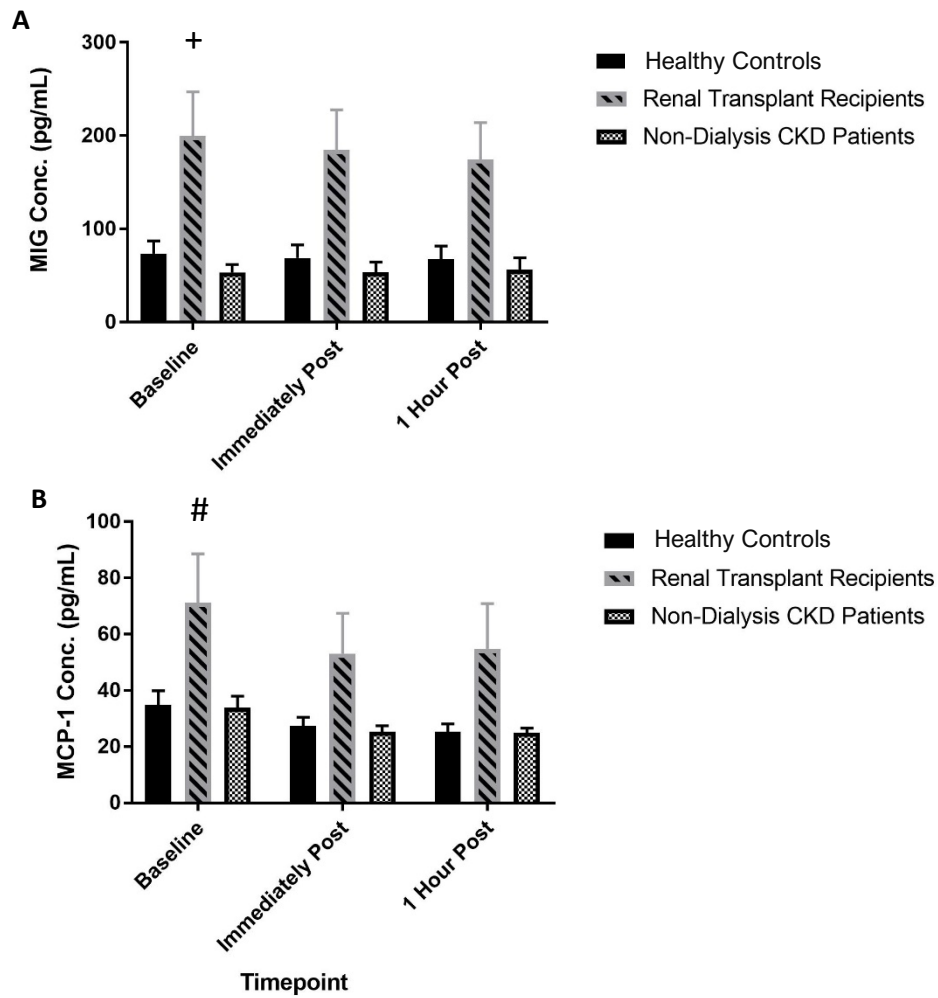 A
+
MIG Conc. (pg/mL)
300
200
100
0
Baseline
Immediately Post
1 Hour Post
Healthy Controls
Renal Transplant Recipients
Non-Dialysis CKD Patients
B
#
MCP-1 Conc. (pg/mL)
100
80
60
40
20
0
Baseline
Immediately Post
1 Hour Post
Timepoint
Healthy Controls
Renal Transplant Recipients
Non-Dialysis CKD Patients